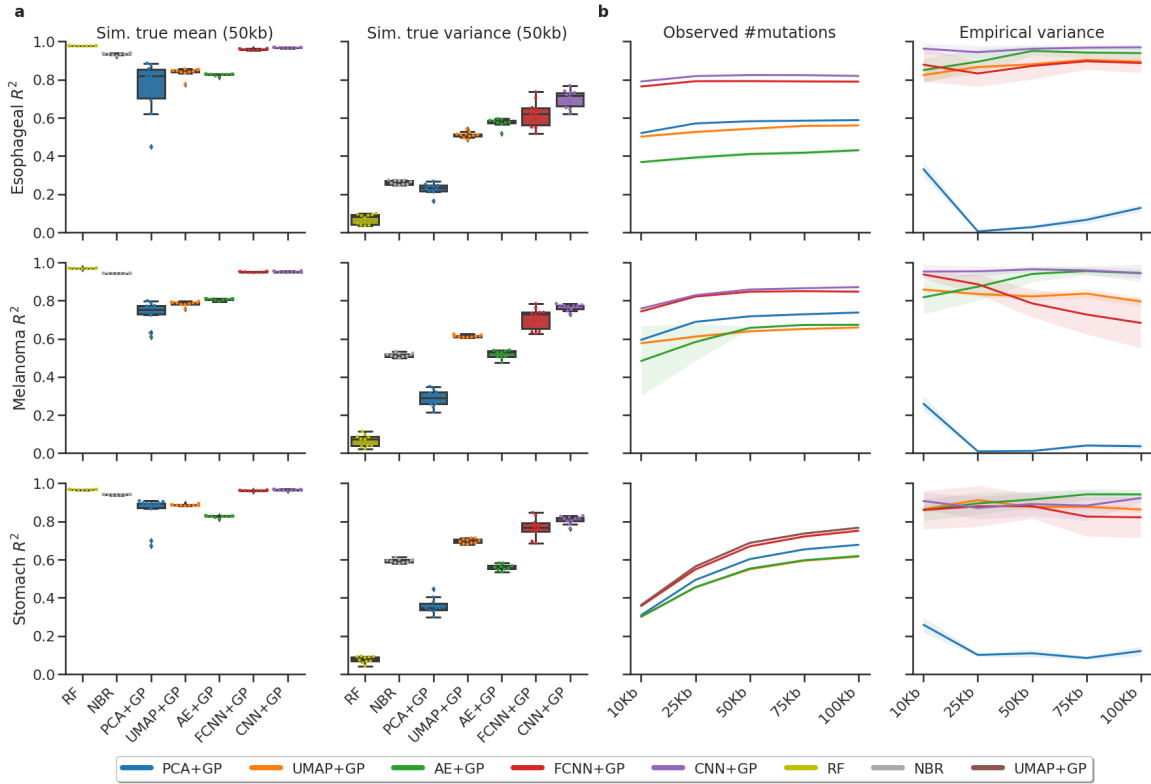 a
b
Sim. true mean (50kb)
Sim. true variance (50kb)
Observed #mutations
Empirical variance
Esophageal R²
1.0
0.8
0.6
0.4
0.2
0.0
Melanoma R²
1.0
0.8
0.6
0.4
0.2
0.0
Stomach R²
1.0
0.8
0.6
0.4
0.2
0.0
RF
NBR
PCA+GP
UMAP+GP
AE+GP
FCNN+GP
CNN+GP
RF
NBR
PCA+GP
UMAP+GP
AE+GP
FCNN+GP
CNN+GP
10Kb
25Kb
50Kb
75Kb
100Kb
10Kb
25Kb
50Kb
75Kb
100Kb
PCA+GP
UMAP+GP
AE+GP
FCNN+GP
CNN+GP
RF
NBR
UMAP+GP